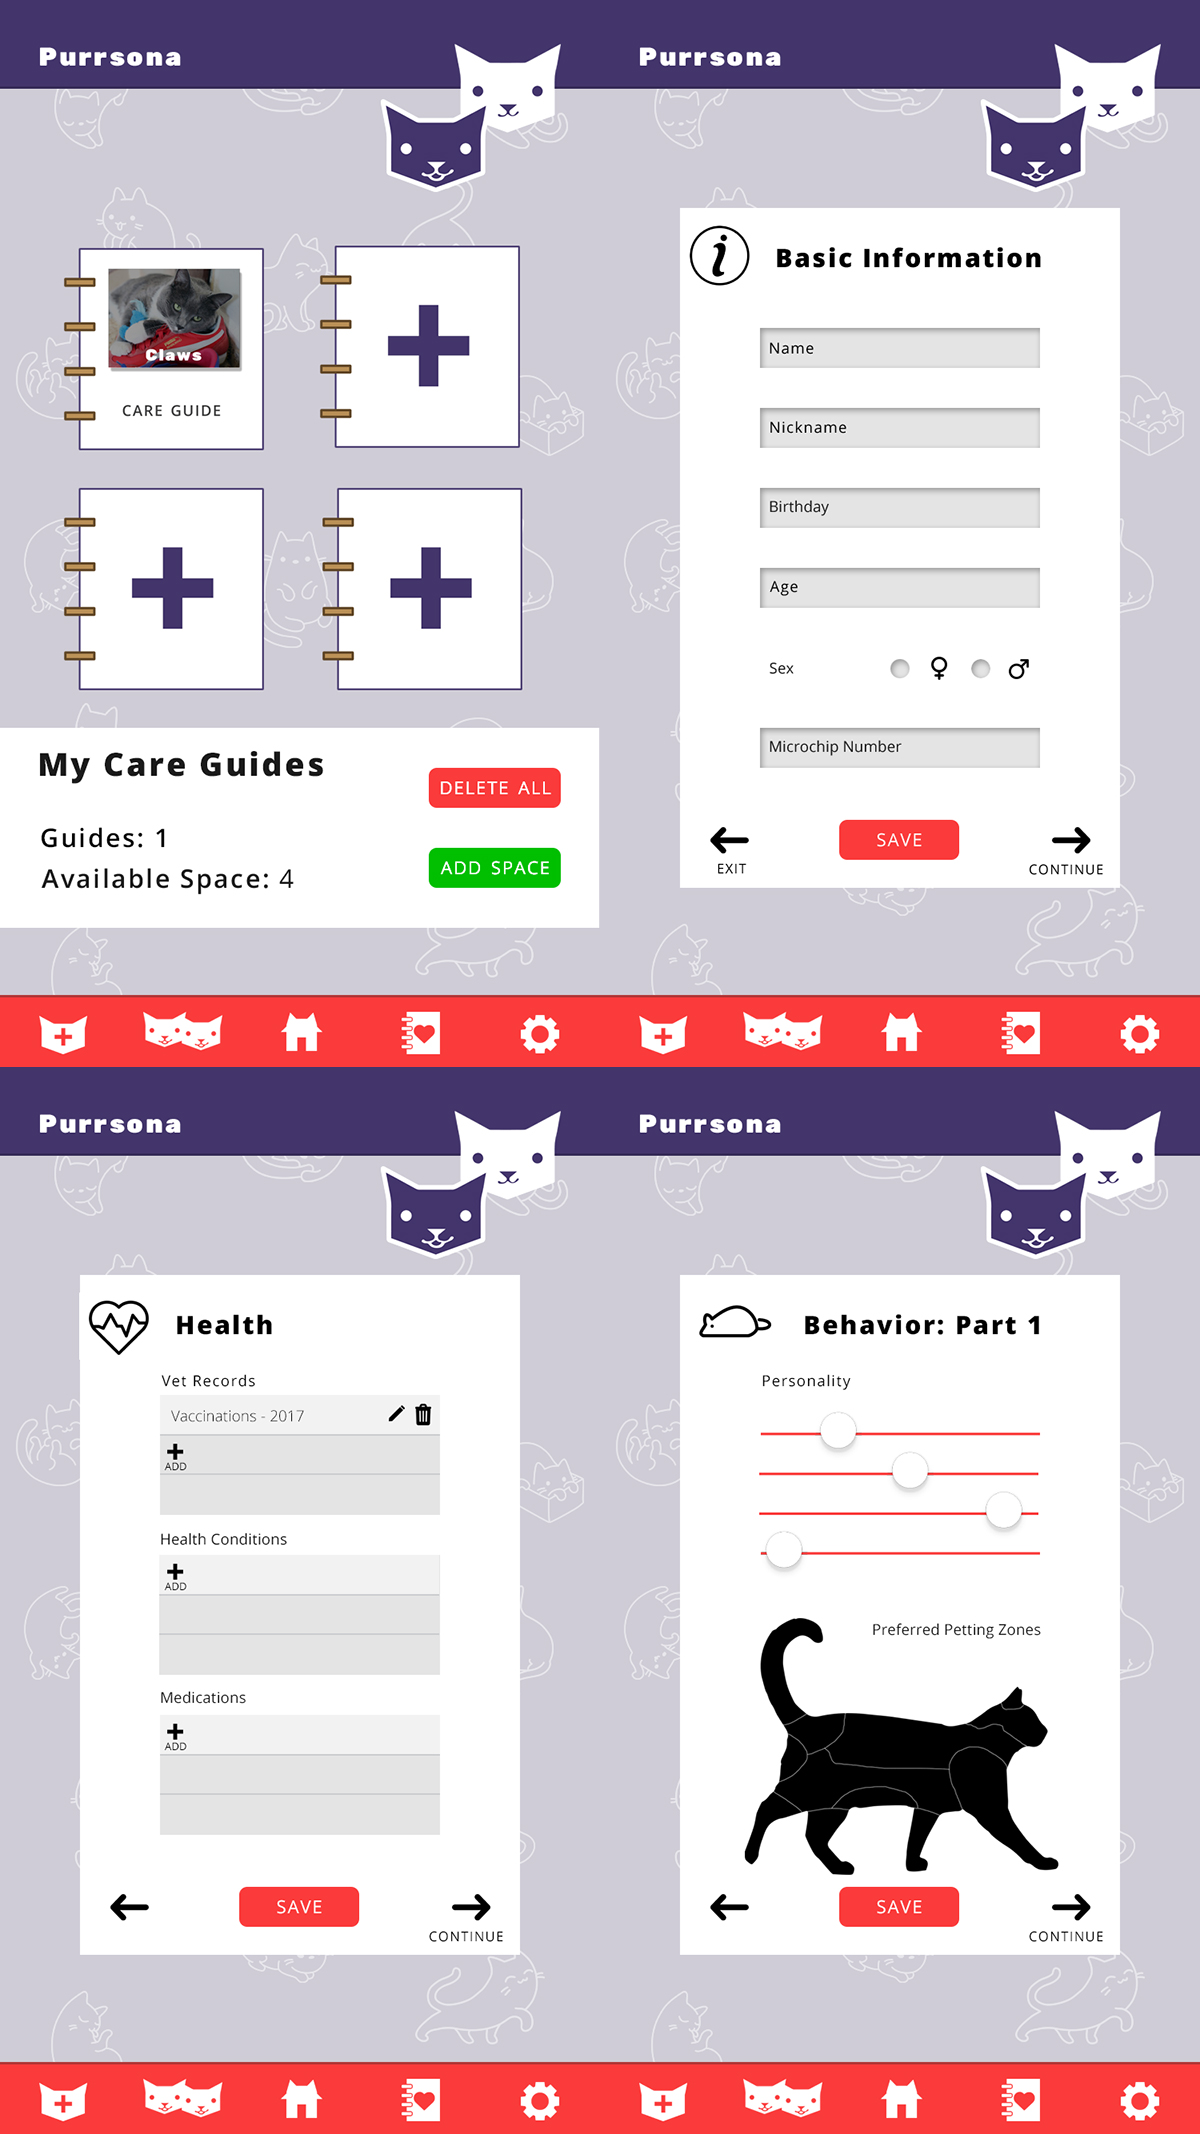 Purrsona
Claws
CARE GUIDE
My Care Guides
DELETE ALL
Guides: 1
Available Space: 4
ADD SPACE
Purrsona
Basic Information
Name
Nickname
Birthday
Age
Sex
Microchip Number
SAVE
EXIT
CONTINUE
Purrsona
Health
Vet Records
Vaccinations - 2017
ADD
Health Conditions
ADD
Medications
ADD
SAVE
CONTINUE
Purrsona
Behavior: Part 1
Personality
Preferred Petting Zones
SAVE
CONTINUE